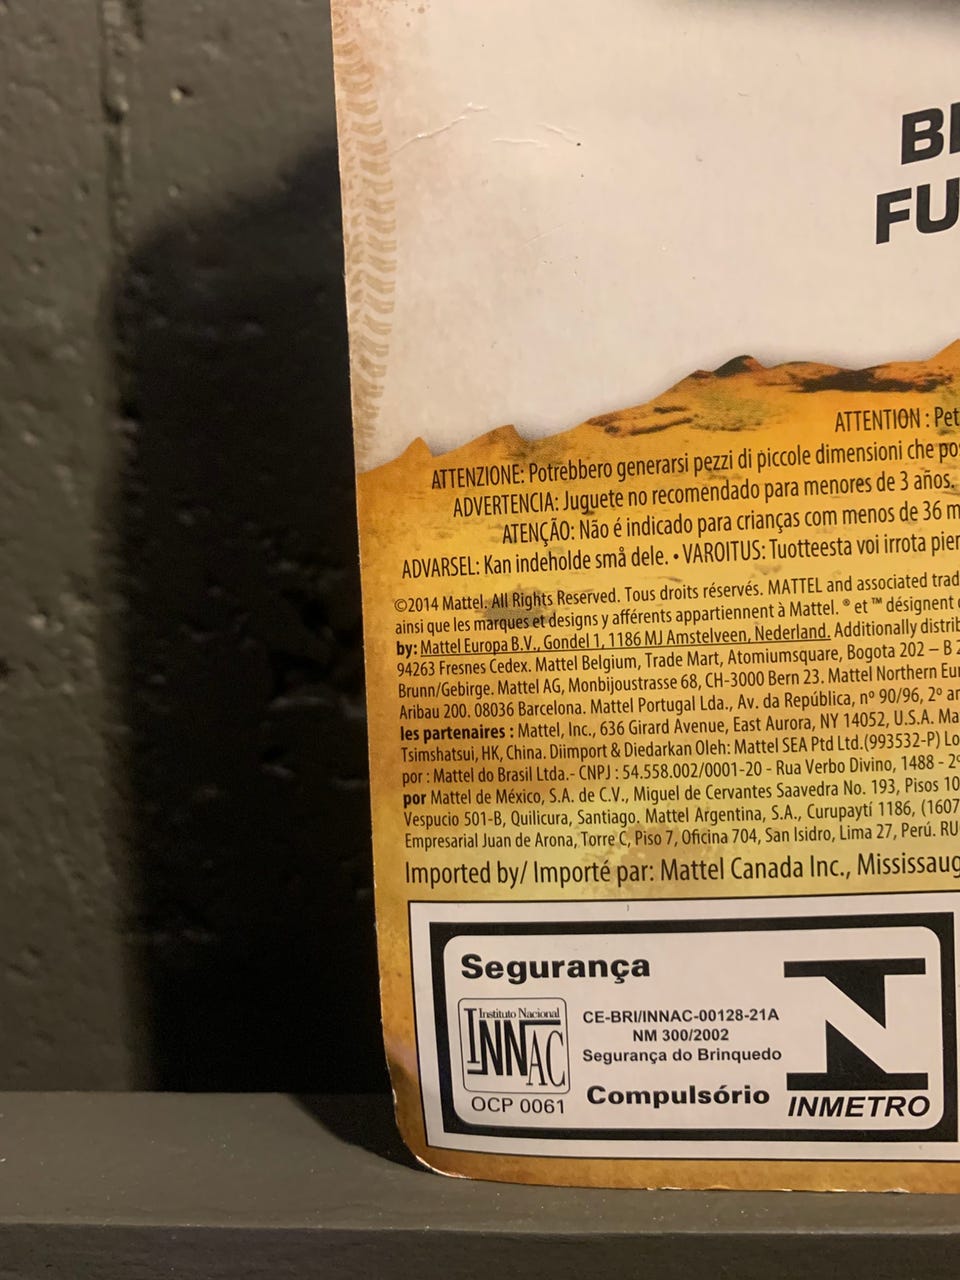 BE
FU
ATTENTION : Pet
ATTENZIONE: Potrebbero generarsi pezzi di piccole dimensioni che pos
ADVERTENCIA: Juguete no recomendado para menores de 3 años.
ATENÇÃO: Não é indicado para crianças com menos de 36 m
ADVARSEL: Kan indeholde små dele. • VAROITUS: Tuotteesta voi irrota pien
©2014 Mattel. All Rights Reserved. Tous droits réservés. MATTEL and associated trad
ainsi que les marques et designs y afférents appartiennent à Mattel. ® et ™ désignent
by: Mattel Europa B.V., Gondel 1, 1186 MJ Amstelveen, Nederland. Additionally distrib
94263 Fresnes Cedex. Mattel Belgium, Trade Mart, Atomiumsquare, Bogota 202 – B 2
Brunn/Gebirge. Mattel AG, Monbijoustrasse 68, CH-3000 Bern 23. Mattel Northern Eur
Aribau 200. 08036 Barcelona. Mattel Portugal Lda., Av. da República, nº 90/96, 2º an
les partenaires : Mattel, Inc., 636 Girard Avenue, East Aurora, NY 14052, U.S.A. Ma
Tsimshatsui, HK, China. Diimport & Diedarkan Oleh: Mattel SEA Ptd Ltd.(993532-P) Lo
por : Mattel do Brasil Ltda.- CNPJ : 54.558.002/0001-20 - Rua Verbo Divino, 1488 - 2º
por Mattel de México, S.A. de C.V., Miguel de Cervantes Saavedra No. 193, Pisos 10
Vespucio 501-B, Quilicura, Santiago. Mattel Argentina, S.A., Curupaytí 1186, (1607
Empresarial Juan de Arona, Torre C, Piso 7, Oficina 704, San Isidro, Lima 27, Perú. RU
Imported by/ Importé par: Mattel Canada Inc., Mississaug
Segurança
Instituto Nacional
INNAC
OCP 0061
CE-BRI/INNAC-00128-21A
NM 300/2002
Segurança do Brinquedo
Compulsório
INMETRO